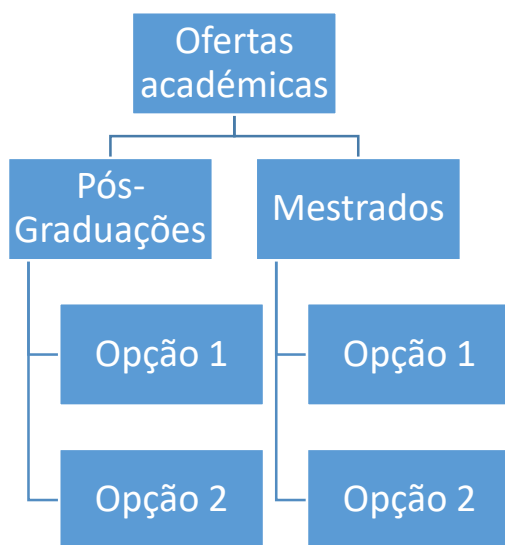 Ofertas
académicas
Pós-
Graduações
Mestrados
Opção 1
Opção 1
Opção 2
Opção 2